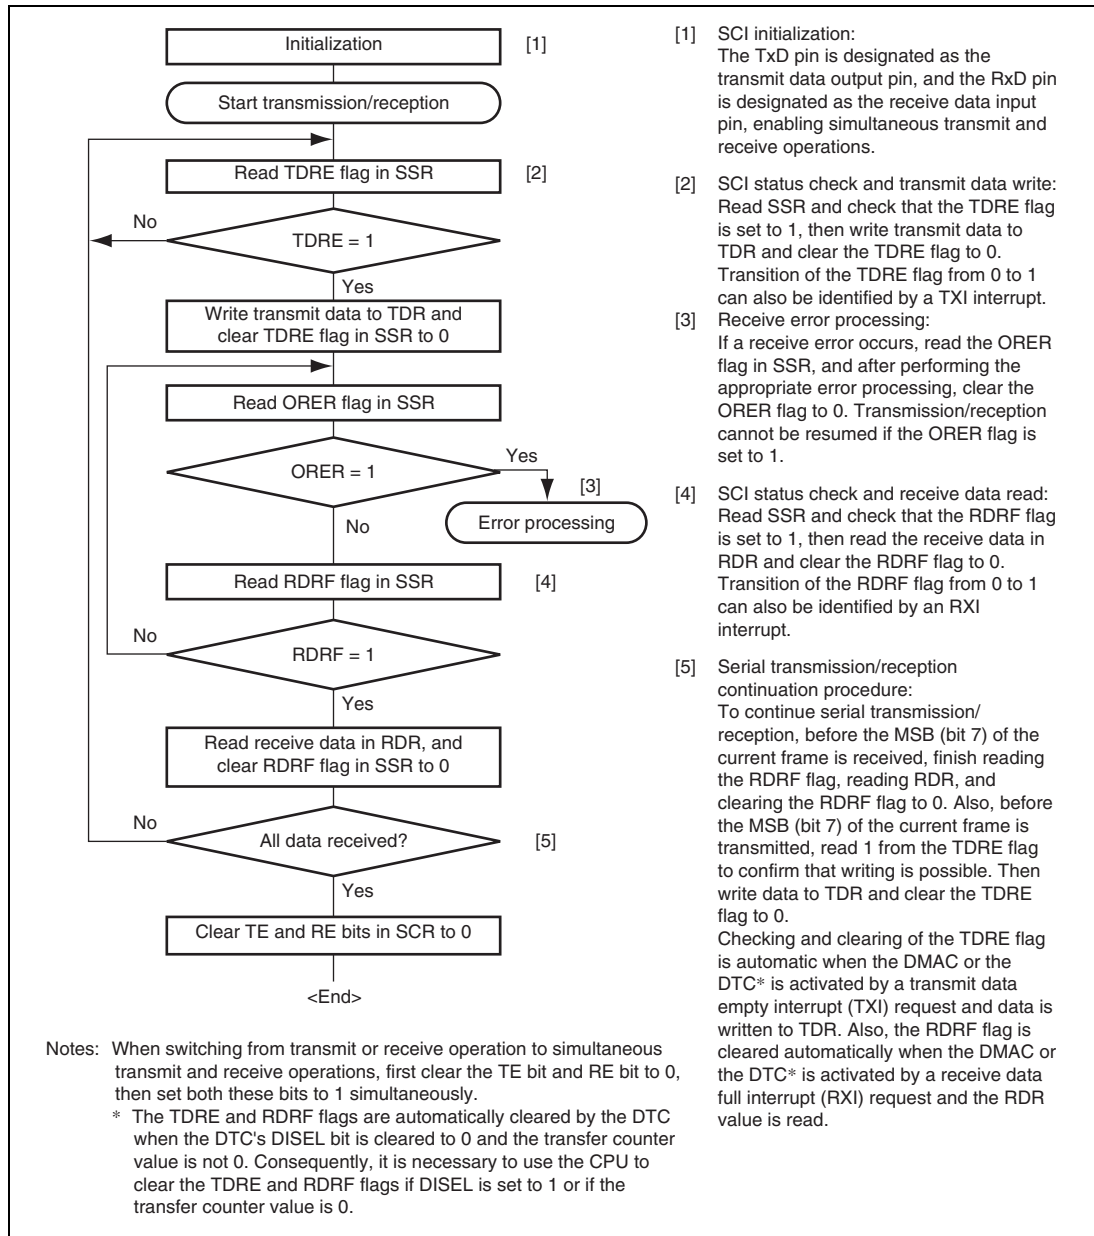 Initialization
[1]
Start transmission/reception
Read TDRE flag in SSR
[2]
No
TDRE = 1
Yes
Write transmit data to TDR and
clear TDRE flag in SSR to 0
Read ORER flag in SSR
Yes
ORER = 1
[3]
Error processing
No
Read RDRF flag in SSR
[4]
No
RDRF = 1
Yes
Read receive data in RDR, and
clear RDRF flag in SSR to 0
No
All data received?
[5]
Yes
Clear TE and RE bits in SCR to 0
<End>
[1] SCI initialization:
The TxD pin is designated as the
transmit data output pin, and the RxD pin
is designated as the receive data input
pin, enabling simultaneous transmit and
receive operations.
[2] SCI status check and transmit data write:
Read SSR and check that the TDRE flag
is set to 1, then write transmit data to
TDR and clear the TDRE flag to 0.
Transition of the TDRE flag from 0 to 1
can also be identified by a TXI interrupt.
[3] Receive error processing:
If a receive error occurs, read the ORER
flag in SSR, and after performing the
appropriate error processing, clear the
ORER flag to 0. Transmission/reception
cannot be resumed if the ORER flag is
set to 1.
[4] SCI status check and receive data read:
Read SSR and check that the RDRF flag
is set to 1, then read the receive data in
RDR and clear the RDRF flag to 0.
Transition of the RDRF flag from 0 to 1
can also be identified by an RXI
interrupt.
[5] Serial transmission/reception
continuation procedure:
To continue serial transmission/
reception, before the MSB (bit 7) of the
current frame is received, finish reading
the RDRF flag, reading RDR, and
clearing the RDRF flag to 0. Also, before
the MSB (bit 7) of the current frame is
transmitted, read 1 from the TDRE flag
to confirm that writing is possible. Then
write data to TDR and clear the TDRE
flag to 0.
Checking and clearing of the TDRE flag
is automatic when the DMAC or the
DTC* is activated by a transmit data
empty interrupt (TXI) request and data is
written to TDR. Also, the RDRF flag is
cleared automatically when the DMAC or
the DTC* is activated by a receive data
full interrupt (RXI) request and the RDR
value is read.
Notes: When switching from transmit or receive operation to simultaneous
transmit and receive operations, first clear the TE bit and RE bit to 0,
then set both these bits to 1 simultaneously.
* The TDRE and RDRF flags are automatically cleared by the DTC
when the DTC's DISEL bit is cleared to 0 and the transfer counter
value is not 0. Consequently, it is necessary to use the CPU to
clear the TDRE and RDRF flags if DISEL is set to 1 or if the
transfer counter value is 0.